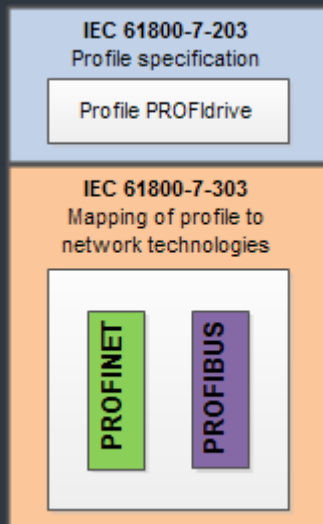 IEC 61800-7-203
Profile specification
Profile PROFIdrive
IEC 61800-7-303
Mapping of profile to
network technologies
PROFINET
PROFIBUS